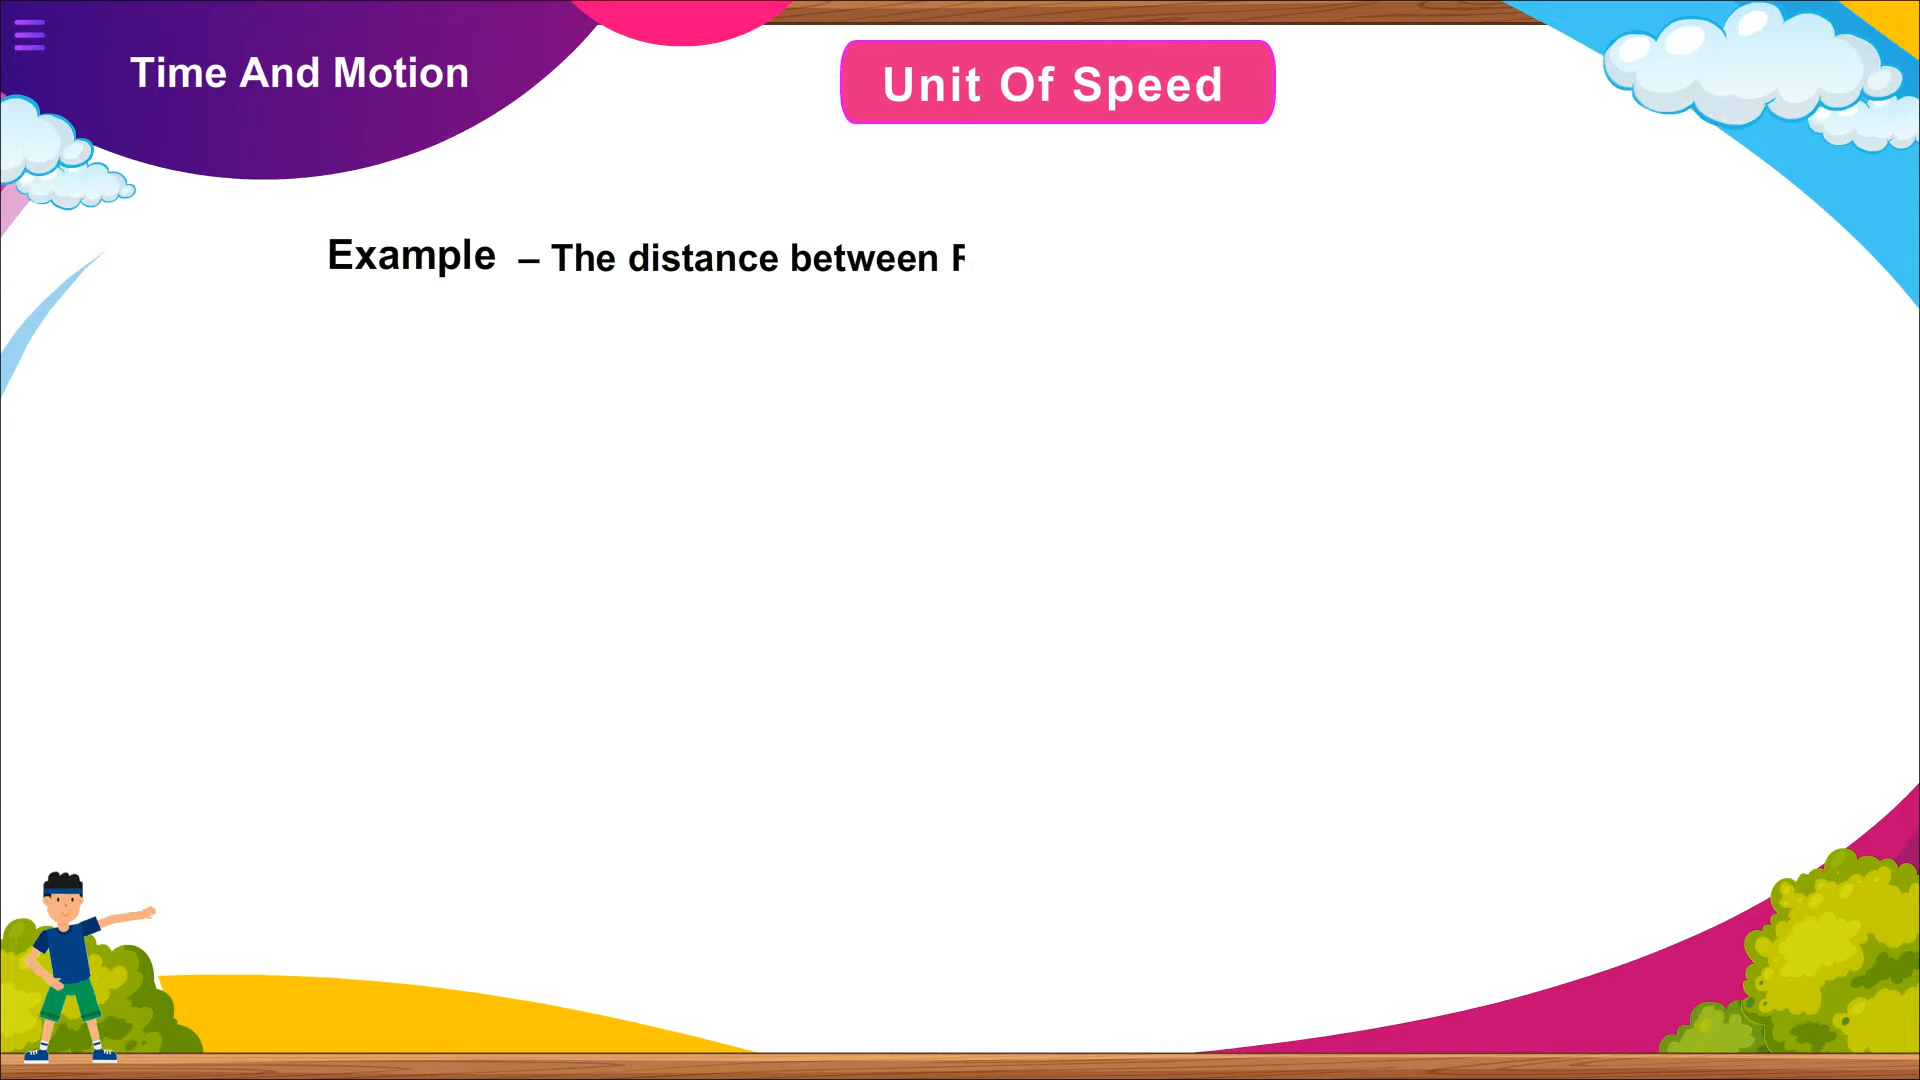 Time And Motion
Unit Of Speed
Example – The distance between